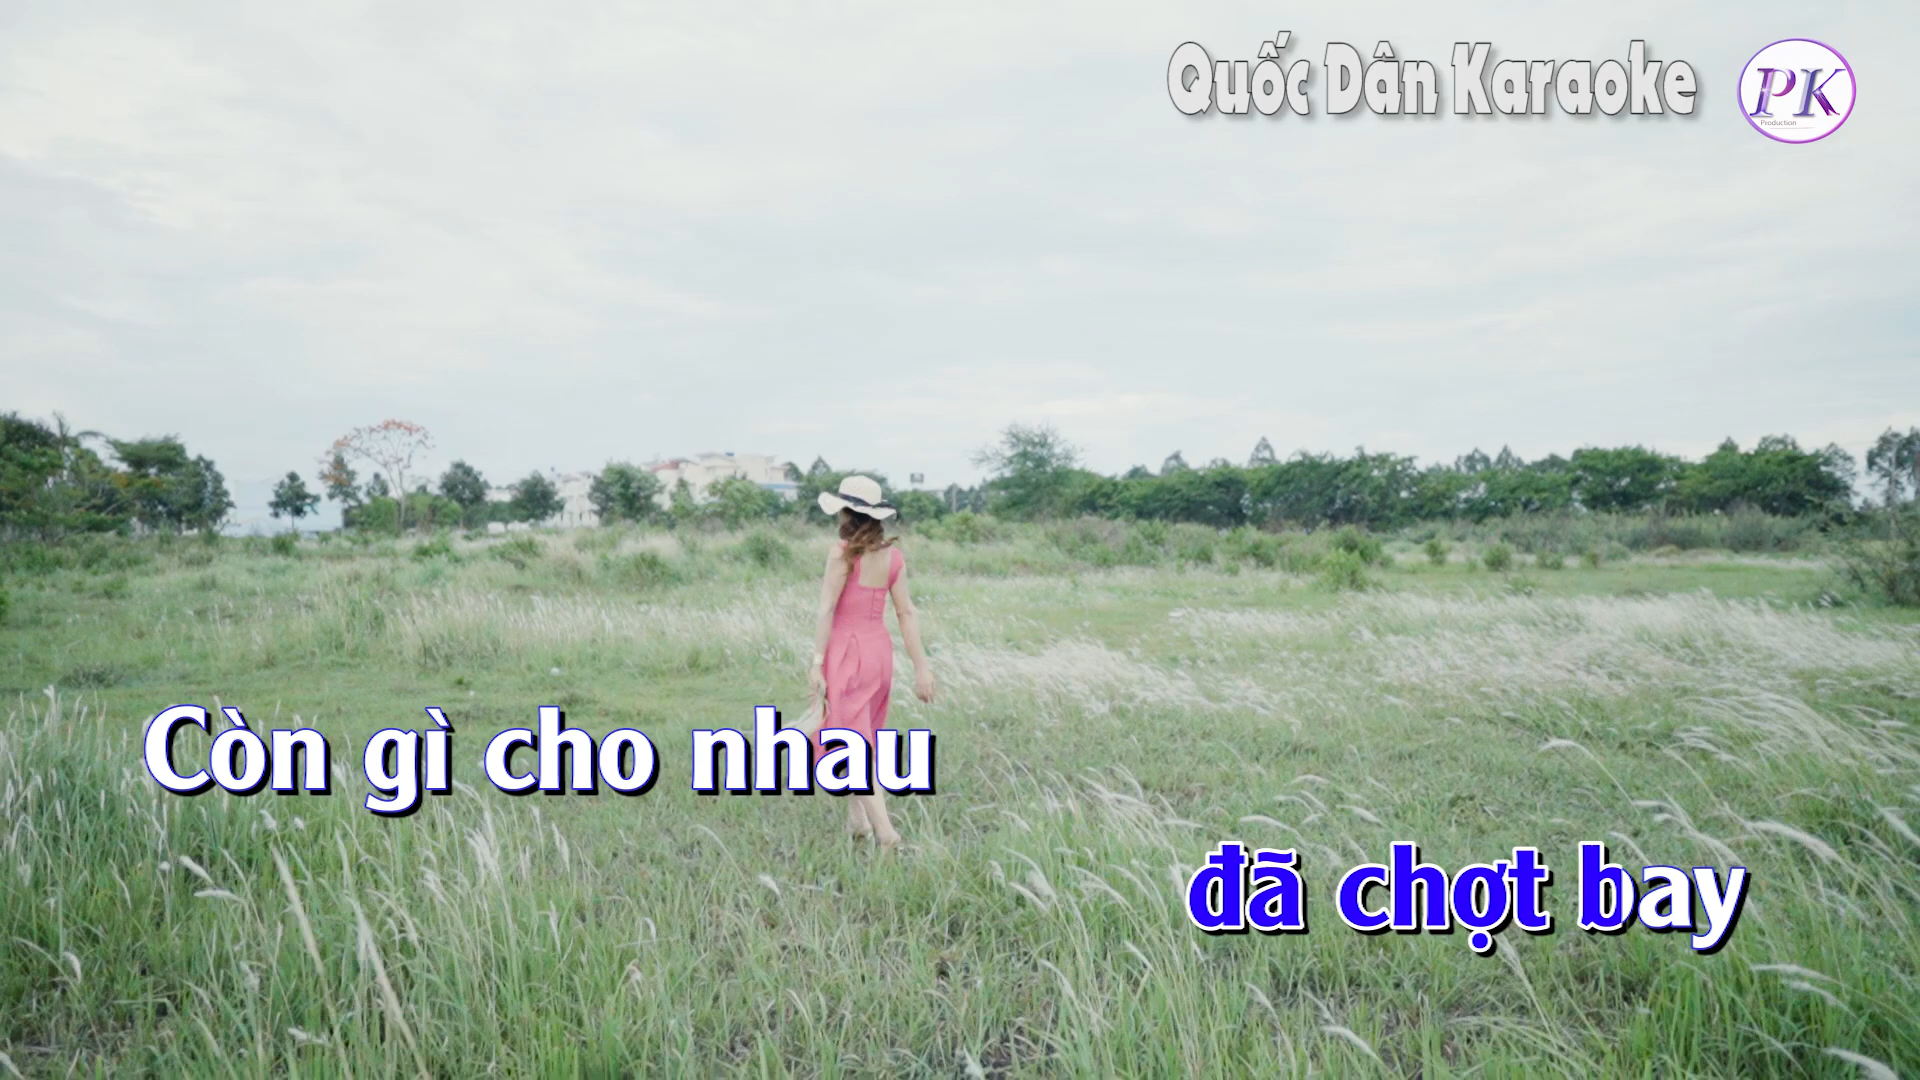 Quốc Dân Karaoke
PK
Production
Còn gì cho nhau
đã chợt bay